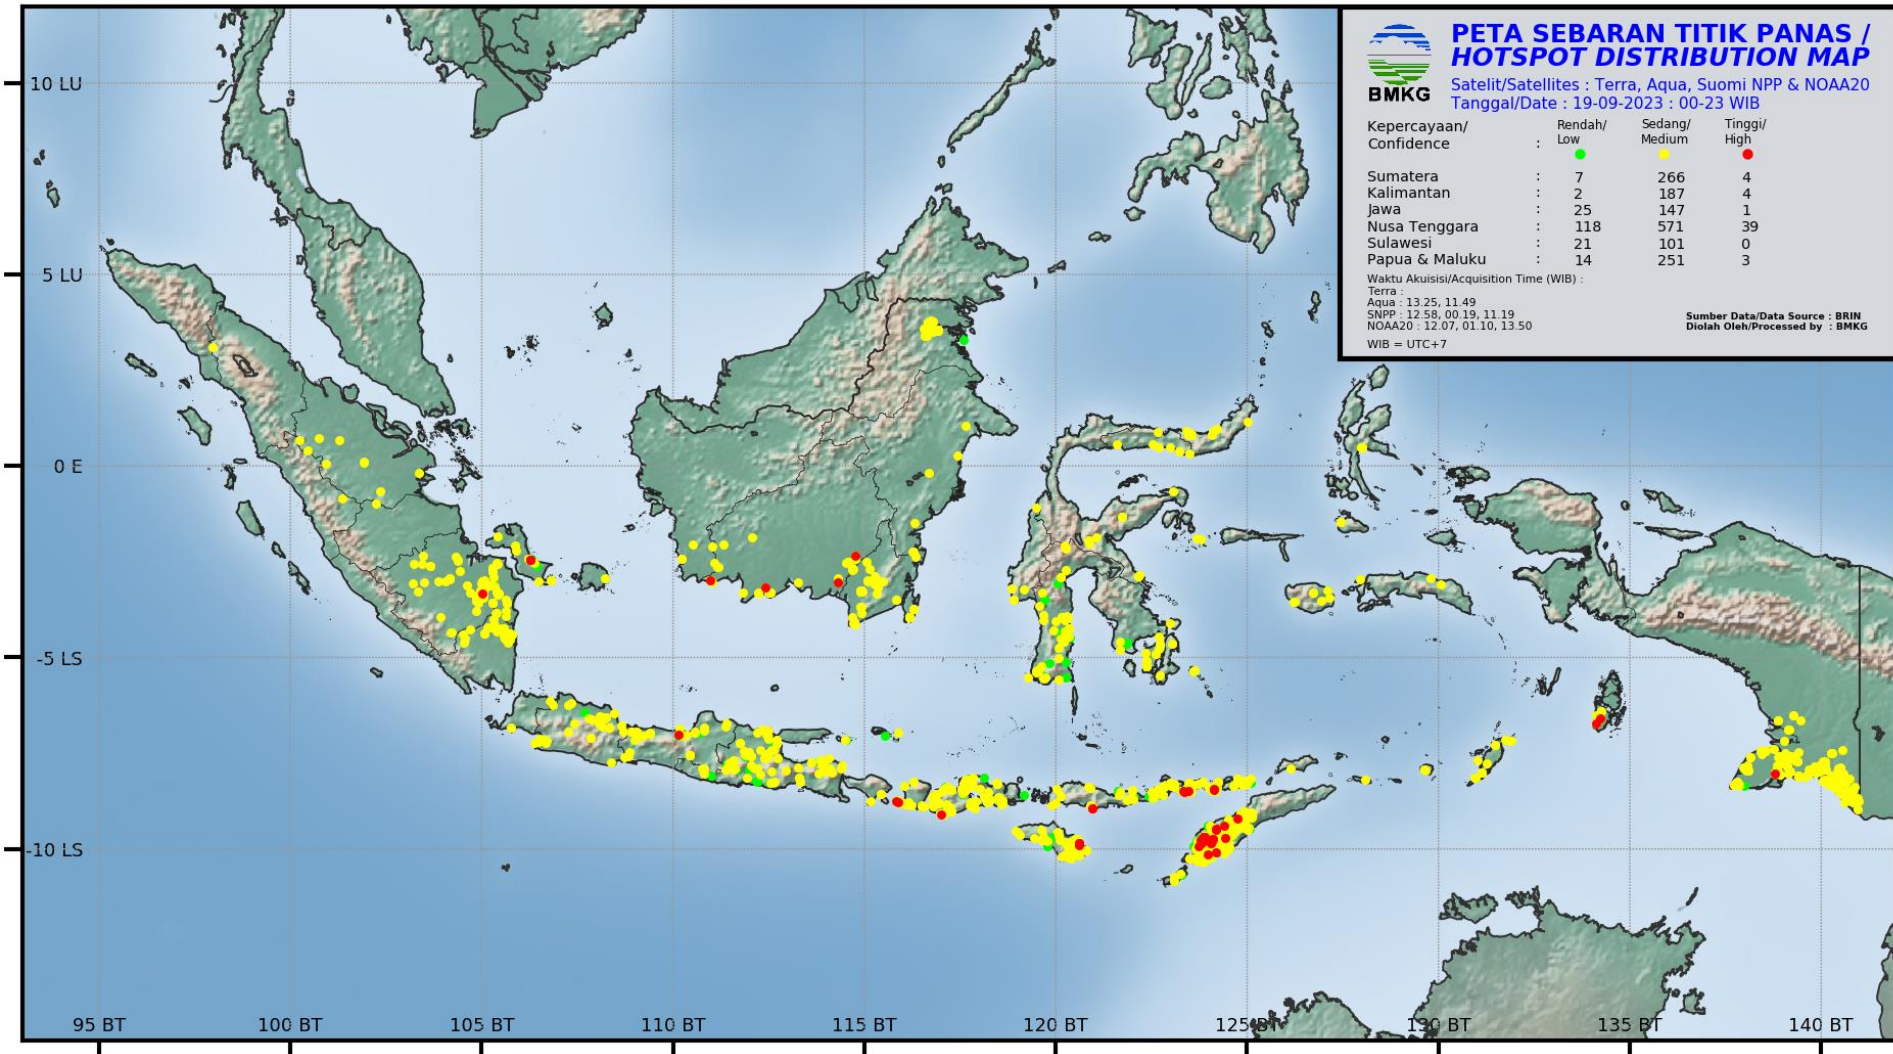 PETA SEBARAN TITIK PANAS /
HOTSPOT DISTRIBUTION MAP
BMKG
Satelit/Satellites : Terra, Aqua, Suomi NPP & NOAA20
Tanggal/Date : 19-09-2023 : 00-23 WIB
Kepercayaan/ Rendah/ Sedang/ Tinggi/
Confidence : Low Medium High
Sumatera : 7 266 4
Kalimantan : 2 187 4
Jawa : 25 147 1
Nusa Tenggara : 118 571 39
Sulawesi : 21 101 0
Papua & Maluku : 14 251 3
Waktu Akuisisi/Acquisition Time (WIB) :
Terra :
Aqua : 13.25, 11.49
SNPP : 12.58, 00.19, 11.19
NOAA20 : 12.07, 01.10, 13.50
WIB = UTC+7
Sumber Data/Data Source : BRIN
Diolah Oleh/Processed by : BMKG
10 LU
5 LU
0 E
-5 LS
-10 LS
95 BT 100 BT 105 BT 110 BT 115 BT 120 BT 125 BT 130 BT 135 BT 140 BT